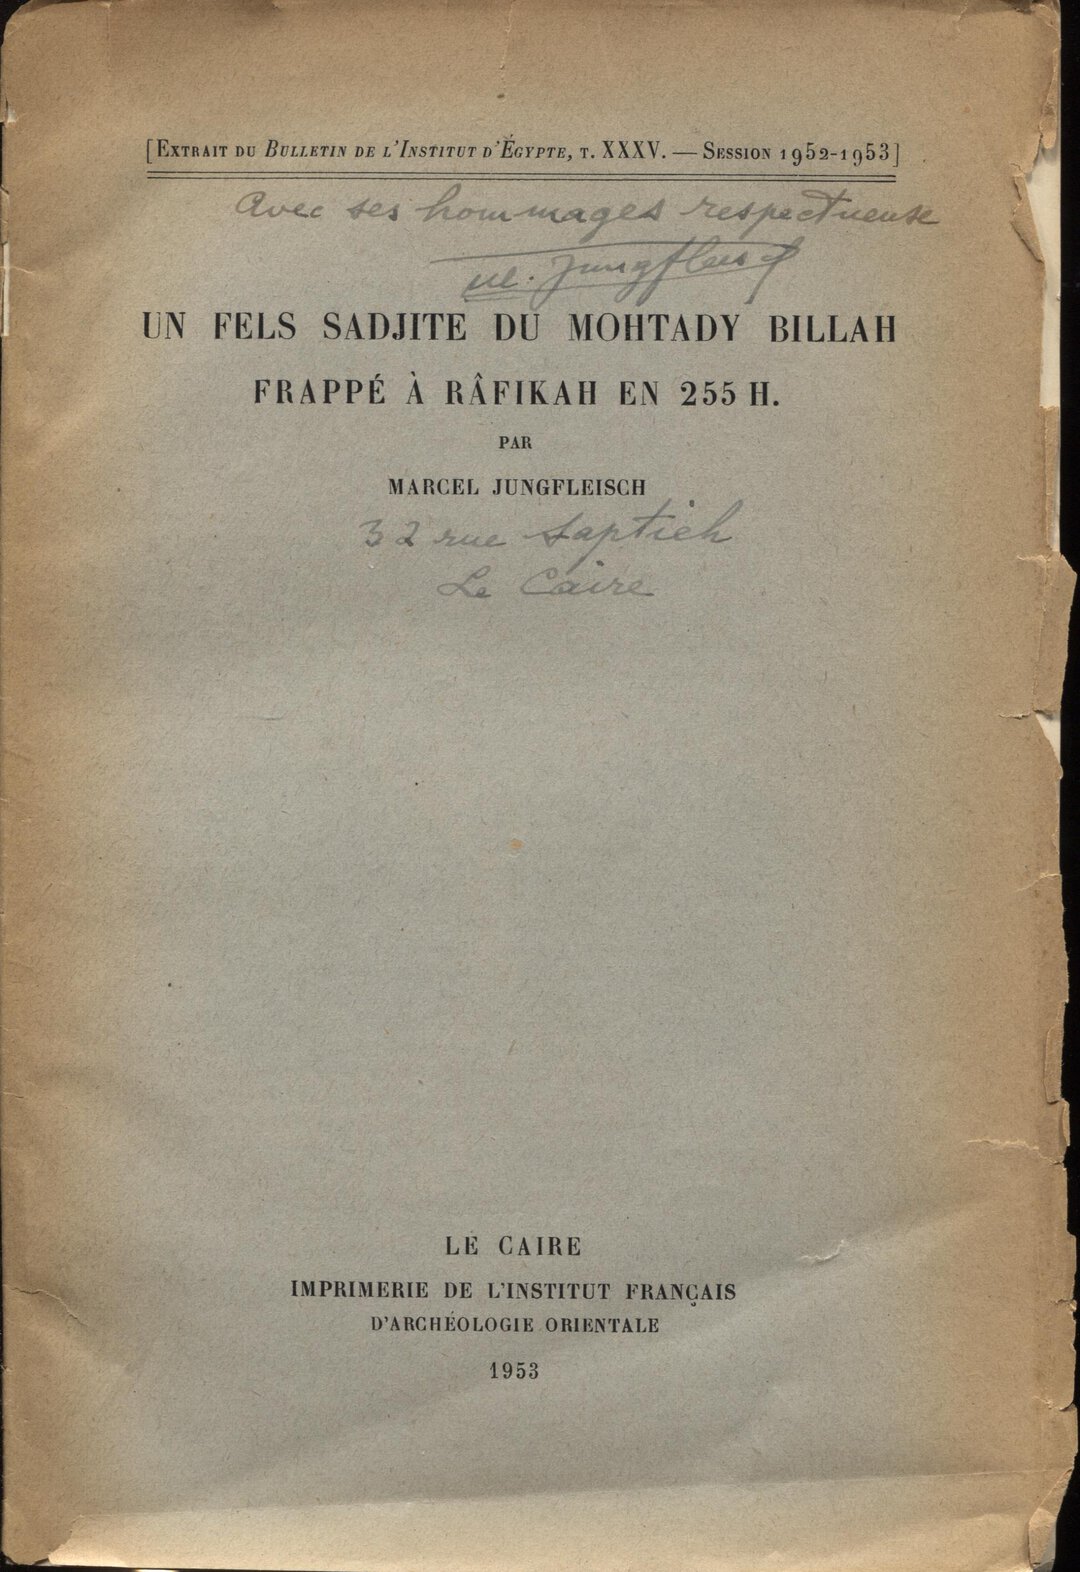 [EXTRAIT DU BULLETIN DE L'INSTITUT D'ÉGYPTE, T. XXXV. — SESSION 1952-1953]
Avec ses hommages respectueuse
M. Jungfleisch
UN FELS SADJITE DU MOHTADY BILLAH
FRAPPÉ À RÂFIKAH EN 255 H.
PAR
MARCEL JUNGFLEISCH
32 rue Saptieh
Le Caire
LE CAIRE
IMPRIMERIE DE L'INSTITUT FRANÇAIS
D'ARCHÉOLOGIE ORIENTALE
1953